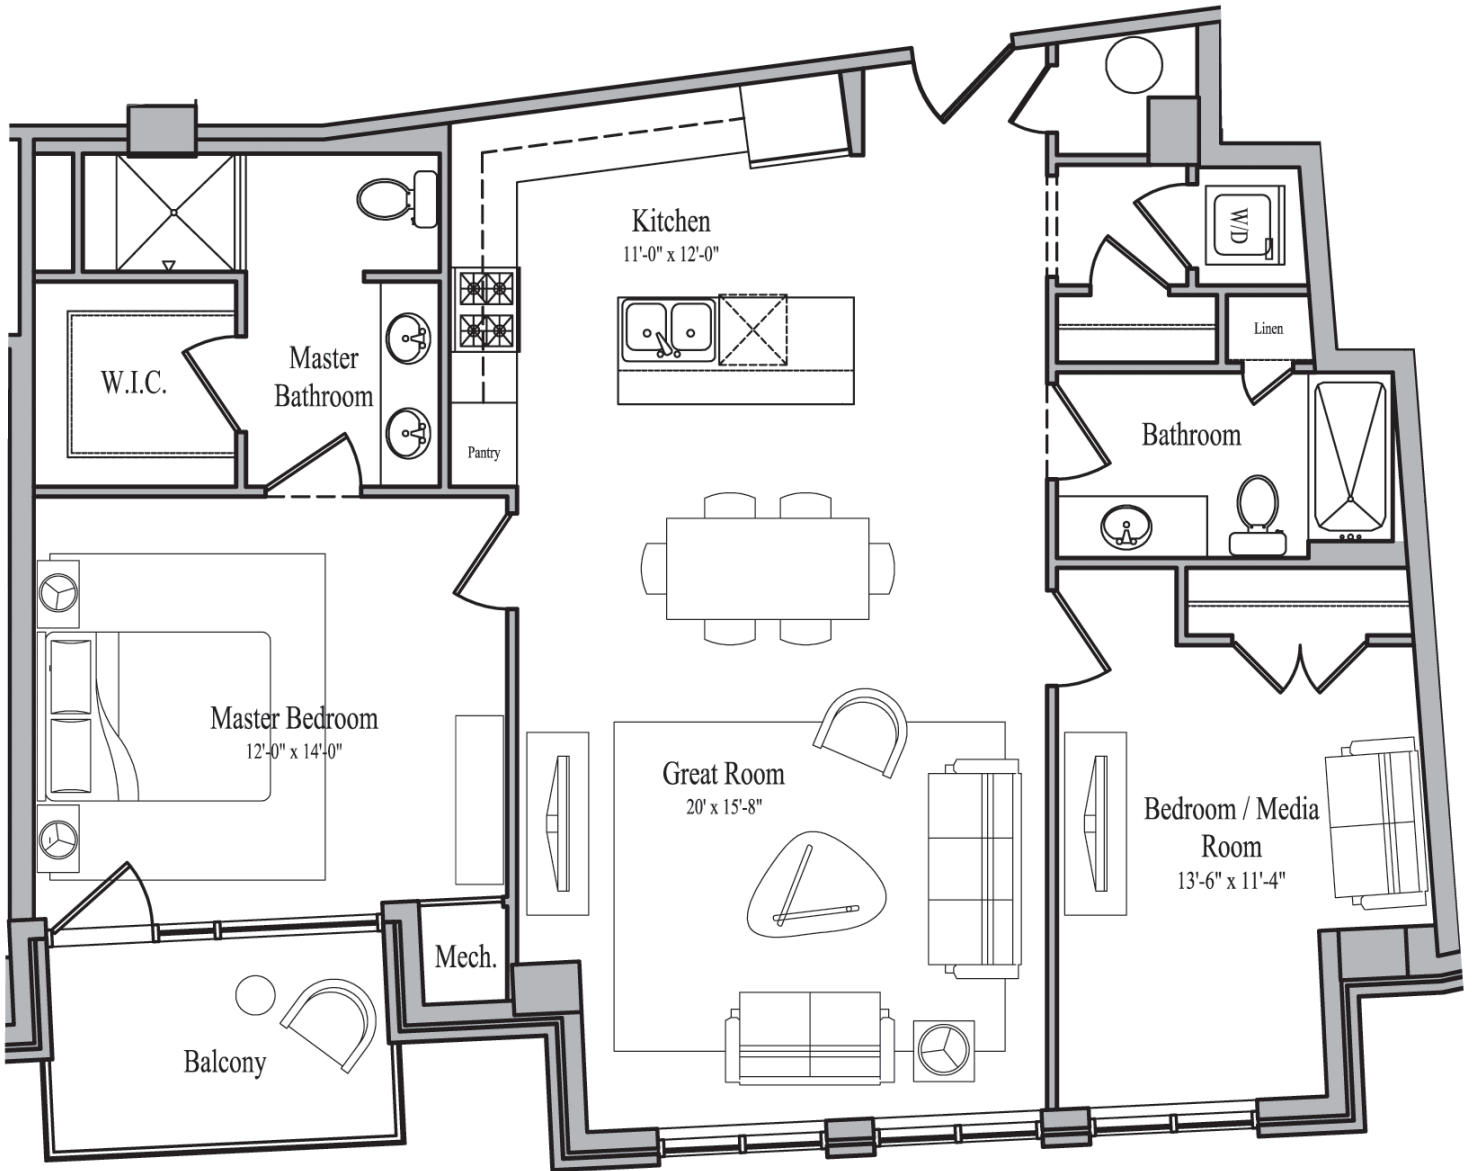 Kitchen
11'-0" x 12'-0"
W/D
Linen
Master
Bathroom
W.I.C.
Pantry
Bathroom
Master Bedroom
12'-0" x 14'-0"
Great Room
20' x 15'-8"
Bedroom / Media
Room
13'-6" x 11'-4"
Mech.
Balcony